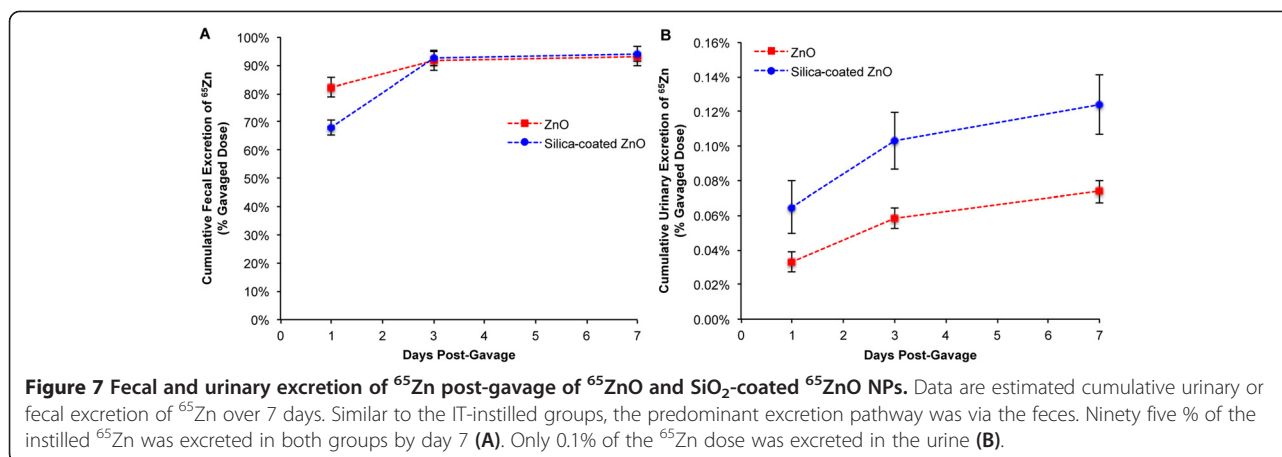 A
Cumulative Fecal Excretion of ⁶⁵Zn
(% Gavaged Dose)
100%
90%
80%
70%
60%
50%
40%
30%
20%
10%
0%
0 1 2 3 4 5 6 7
Days Post-Gavage
ZnO
Silica-coated ZnO
B
Cumulative Urinary Excretion of ⁶⁵Zn
(% Gavaged Dose)
0.16%
0.14%
0.12%
0.10%
0.08%
0.06%
0.04%
0.02%
0.00%
0 1 2 3 4 5 6 7
Days Post-Gavage
ZnO
Silica-coated ZnO
Figure 7 Fecal and urinary excretion of ⁶⁵Zn post-gavage of ⁶⁵ZnO and SiO₂-coated ⁶⁵ZnO NPs. Data are estimated cumulative urinary or
fecal excretion of ⁶⁵Zn over 7 days. Similar to the IT-instilled groups, the predominant excretion pathway was via the feces. Ninety five % of the
instilled ⁶⁵Zn was excreted in both groups by day 7 (A). Only 0.1% of the ⁶⁵Zn dose was excreted in the urine (B).